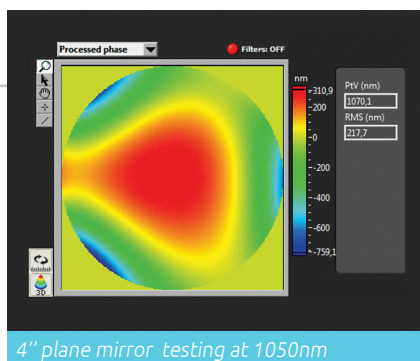 Processed phase
Filters: OFF
nm
310,9
-200
-0
-200
-400
-600
-759,1
PtV (nm)
1070,1
RMS (nm)
217,7
3D
4'' plane mirror testing at 1050nm